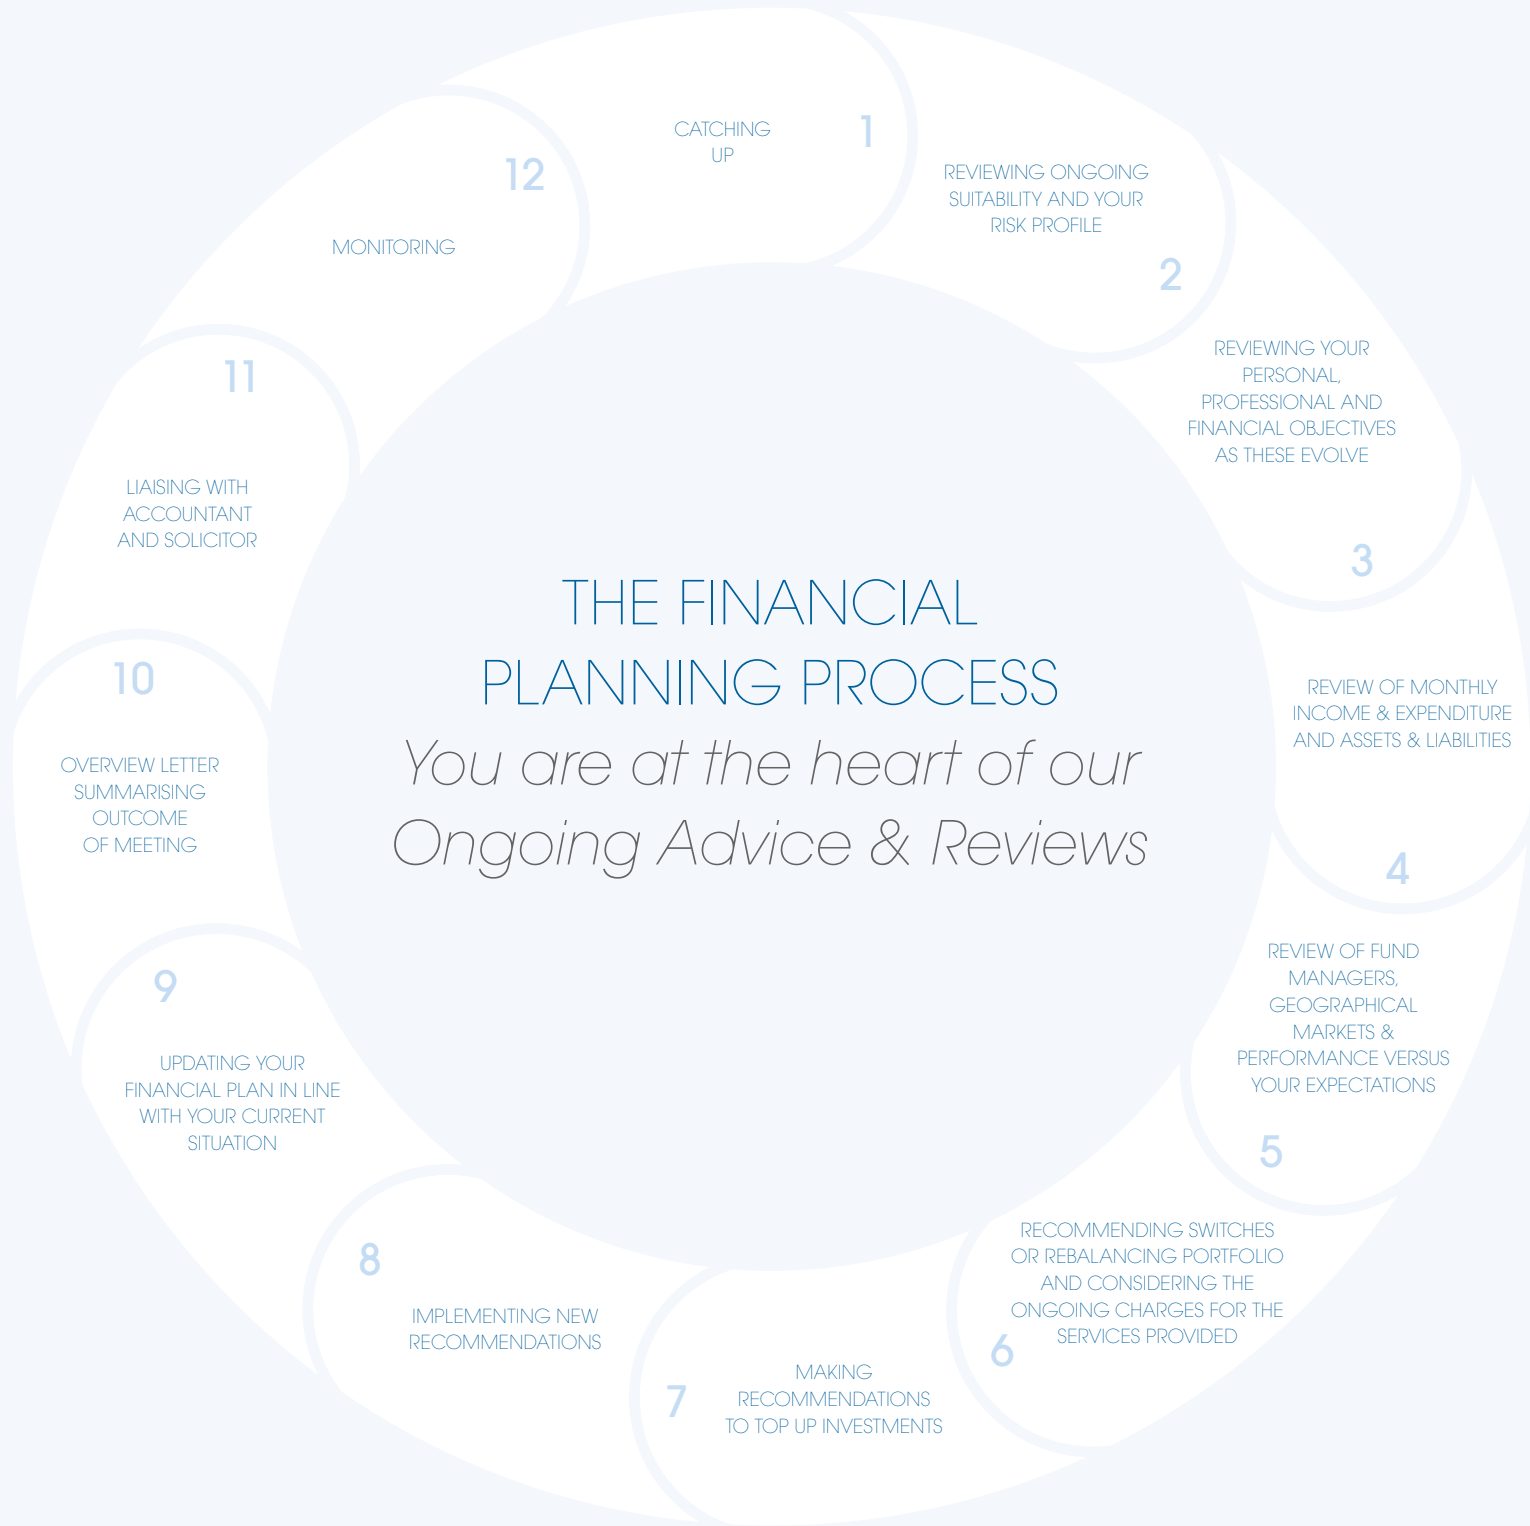 THE FINANCIAL
PLANNING PROCESS
You are at the heart of our
Ongoing Advice & Reviews
CATCHING
UP
1
REVIEWING ONGOING
SUITABILITY AND YOUR
RISK PROFILE
2
REVIEWING YOUR
PERSONAL,
PROFESSIONAL AND
FINANCIAL OBJECTIVES
AS THESE EVOLVE
3
REVIEW OF MONTHLY
INCOME & EXPENDITURE
AND ASSETS & LIABILITIES
4
REVIEW OF FUND
MANAGERS,
GEOGRAPHICAL
MARKETS &
PERFORMANCE VERSUS
YOUR EXPECTATIONS
5
RECOMMENDING SWITCHES
OR REBALANCING PORTFOLIO
AND CONSIDERING THE
ONGOING CHARGES FOR THE
SERVICES PROVIDED
6
MAKING
RECOMMENDATIONS
TO TOP UP INVESTMENTS
7
IMPLEMENTING NEW
RECOMMENDATIONS
8
UPDATING YOUR
FINANCIAL PLAN IN LINE
WITH YOUR CURRENT
SITUATION
9
OVERVIEW LETTER
SUMMARISING
OUTCOME
OF MEETING
10
LIAISING WITH
ACCOUNTANT
AND SOLICITOR
11
MONITORING
12